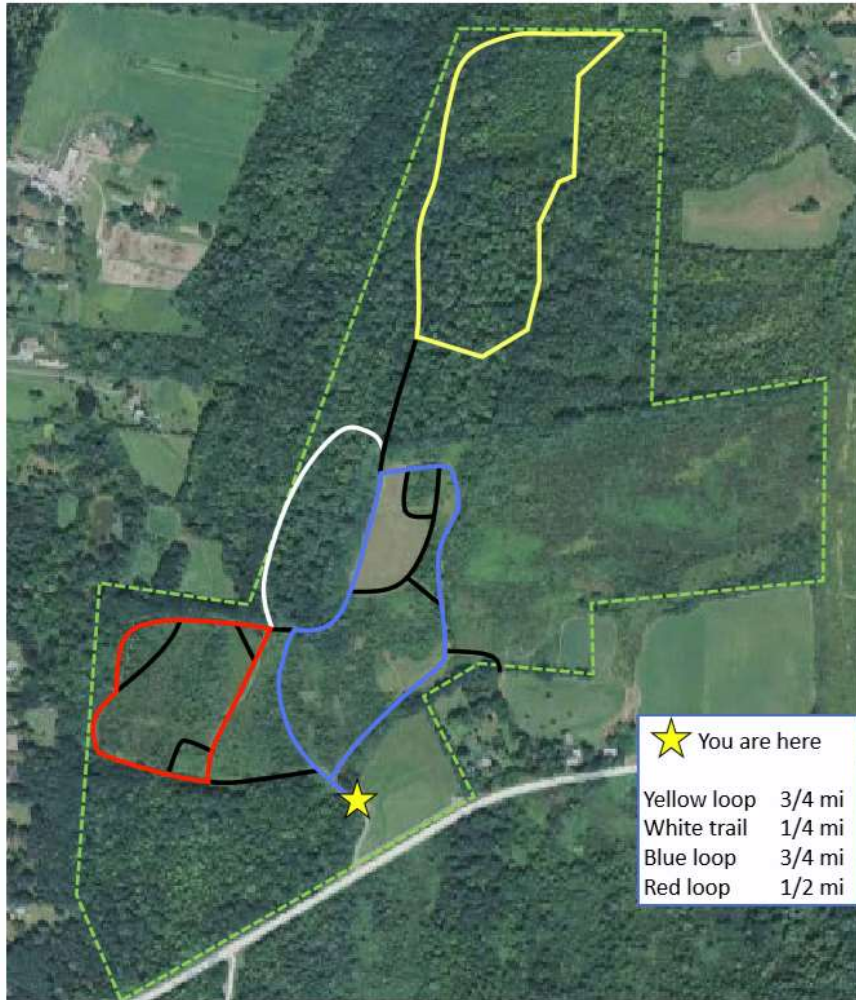 You are here
Yellow loop 3/4 mi
White trail 1/4 mi
Blue loop 3/4 mi
Red loop 1/2 mi